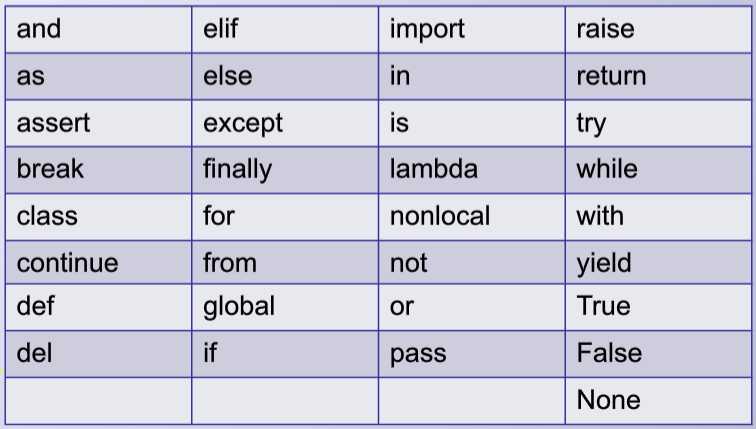 and elif import raise
as else in return
assert except is try
break finally lambda while
class for nonlocal with
continue from not yield
def global or True
del if pass False
None